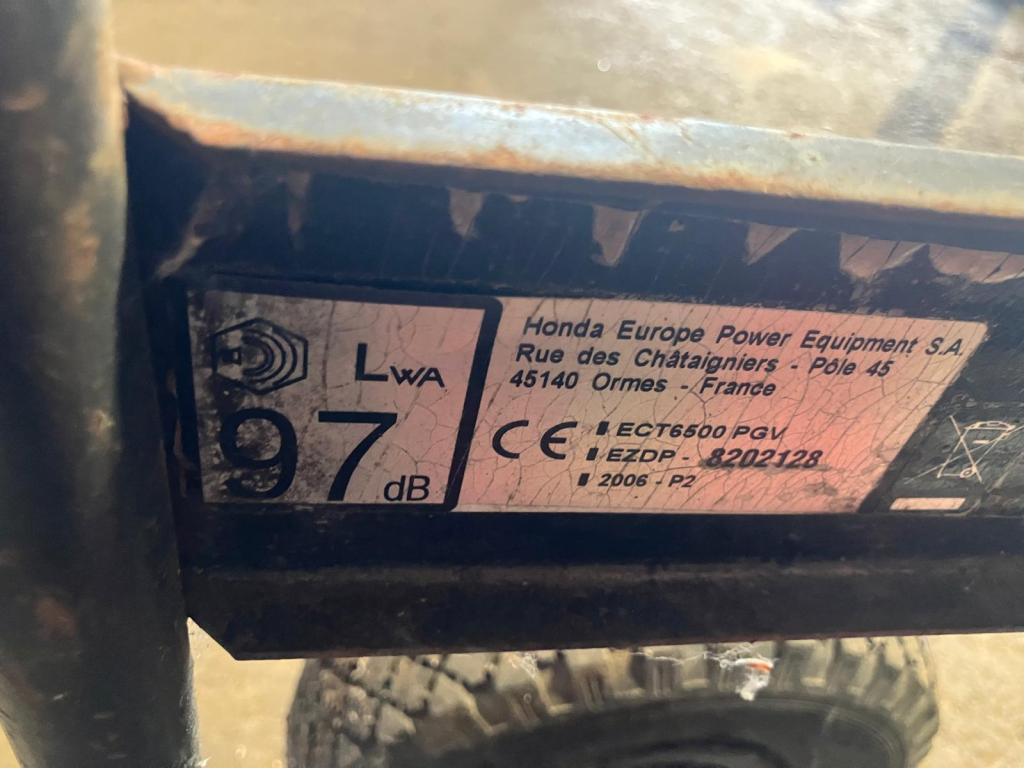 LWA
97 dB
Honda Europe Power Equipment S.A.
Rue des Châtaigniers - Pôle 45
45140 Ormes - France
CE
ECT6500 PGV
EZDP - 8202128
2006 - P2